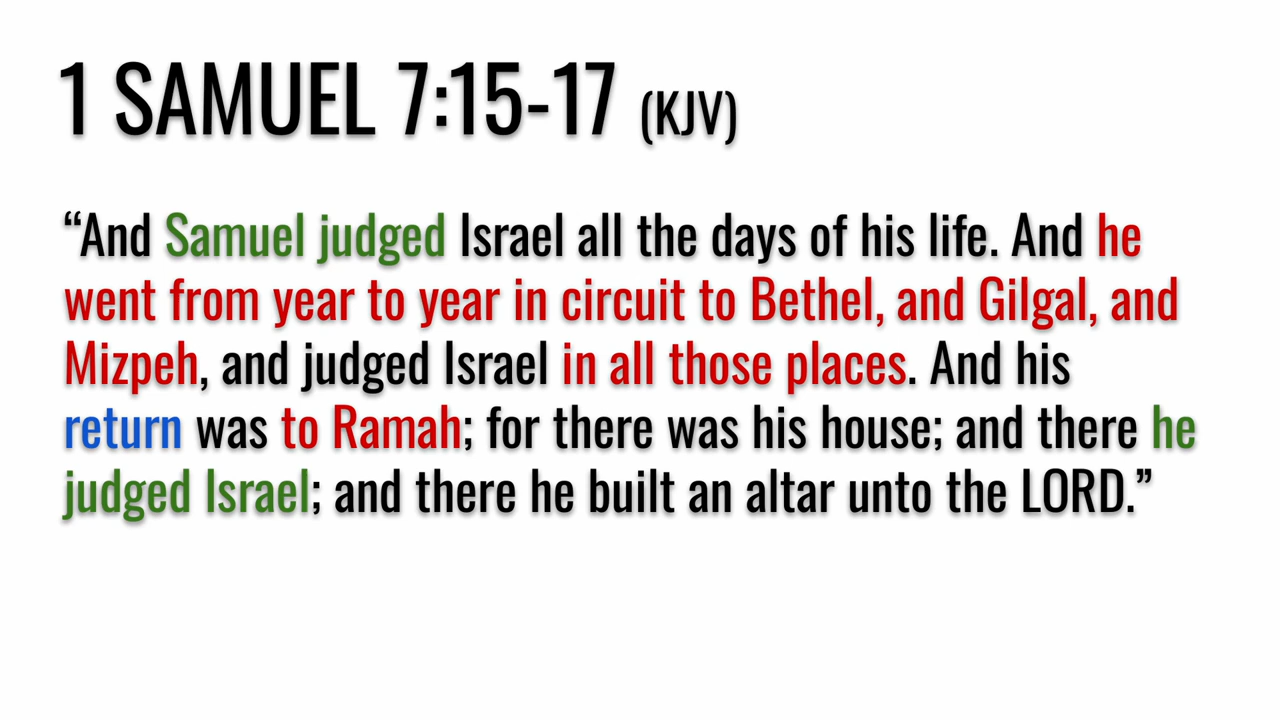 1 SAMUEL 7:15-17 (KJV)
“And Samuel judged Israel all the days of his life. And he
went from year to year in circuit to Bethel, and Gilgal, and
Mizpeh, and judged Israel in all those places. And his
return was to Ramah; for there was his house; and there he
judged Israel; and there he built an altar unto the LORD.”